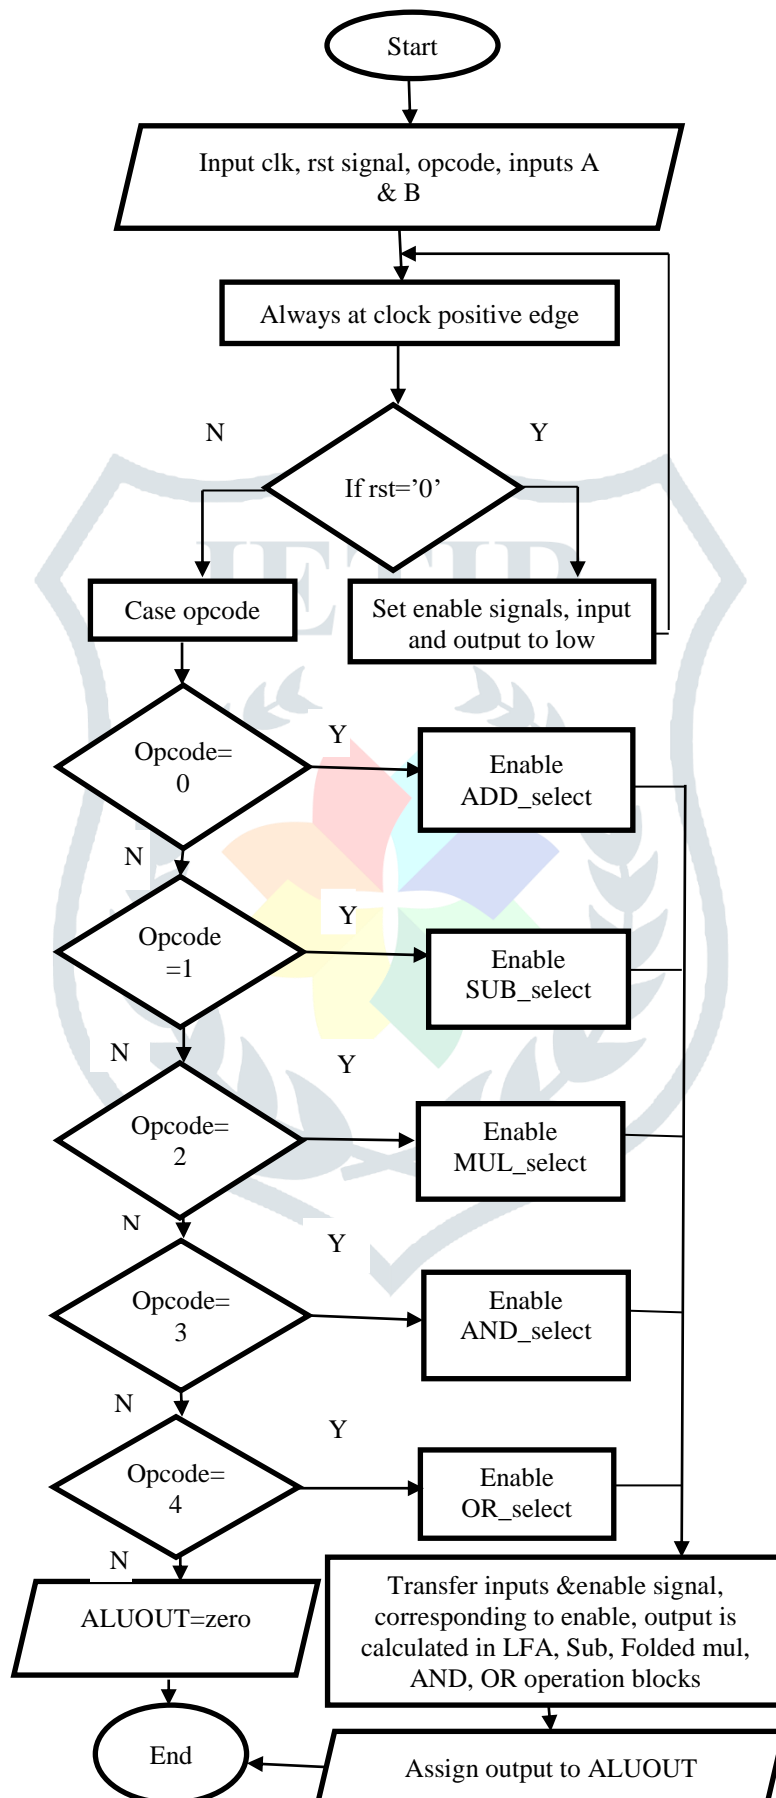 Start
Input clk, rst signal, opcode, inputs A
& B
Always at clock positive edge
N
Y
If rst=’0’
JETIR
Case opcode
Set enable signals, input
and output to low
Opcode=
0
Y
Enable
ADD_select
N
Opcode
=1
Y
Enable
SUB_select
N
Y
Opcode=
2
Enable
MUL_select
N
Y
Opcode=
3
Enable
AND_select
N
Y
Opcode=
4
Enable
OR_select
N
ALUOUT=zero
Transfer inputs &enable signal,
corresponding to enable, output is
calculated in LFA, Sub, Folded mul,
AND, OR operation blocks
End
Assign output to ALUOUT